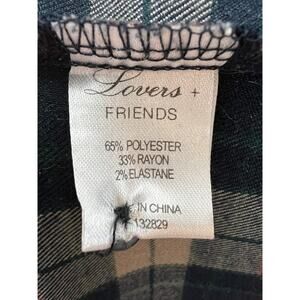 Lovers +
FRIENDS
65% POLYESTER
33% RAYON
2% ELASTANE
IN CHINA
132829